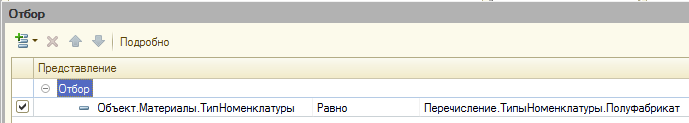 Отбор
Подробно
Представление
Отбор
Объект.Материалы.ТипНоменклатуры Равно Перечисление.ТипыНоменклатуры.Полуфабрикат